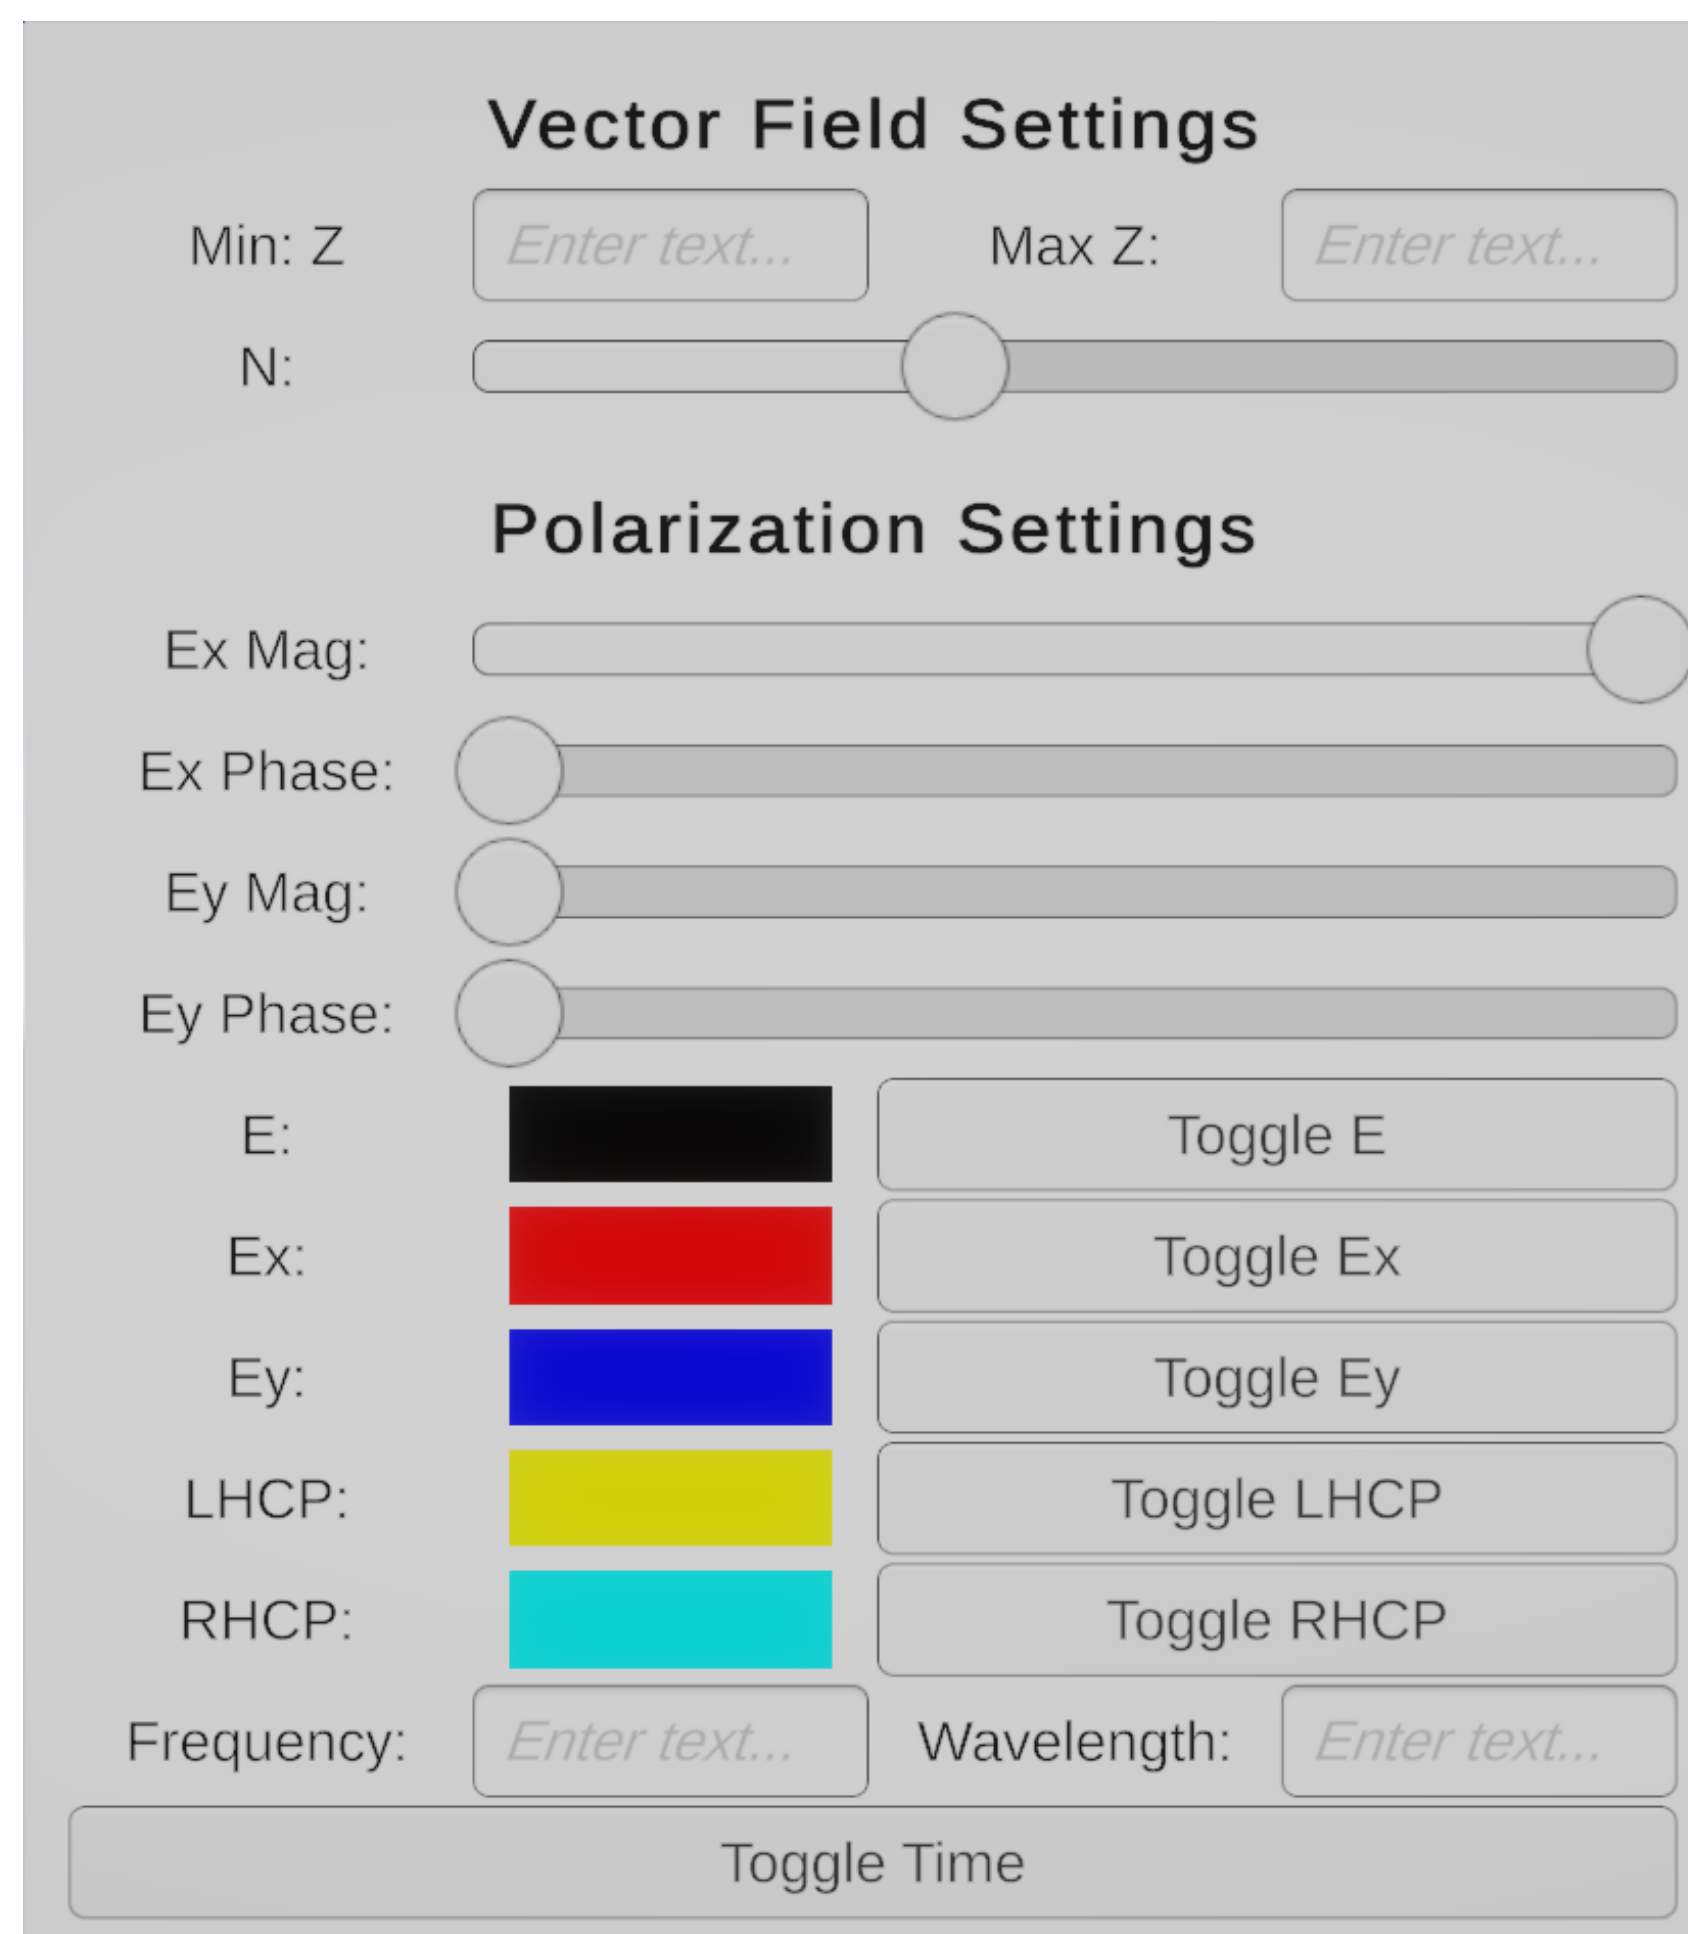 Vector Field Settings
Min: Z Enter text... Max Z: Enter text...
N:
Polarization Settings
Ex Mag:
Ex Phase:
Ey Mag:
Ey Phase:
E: Toggle E
Ex: Toggle Ex
Ey: Toggle Ey
LHCP: Toggle LHCP
RHCP: Toggle RHCP
Frequency: Enter text... Wavelength: Enter text...
Toggle Time